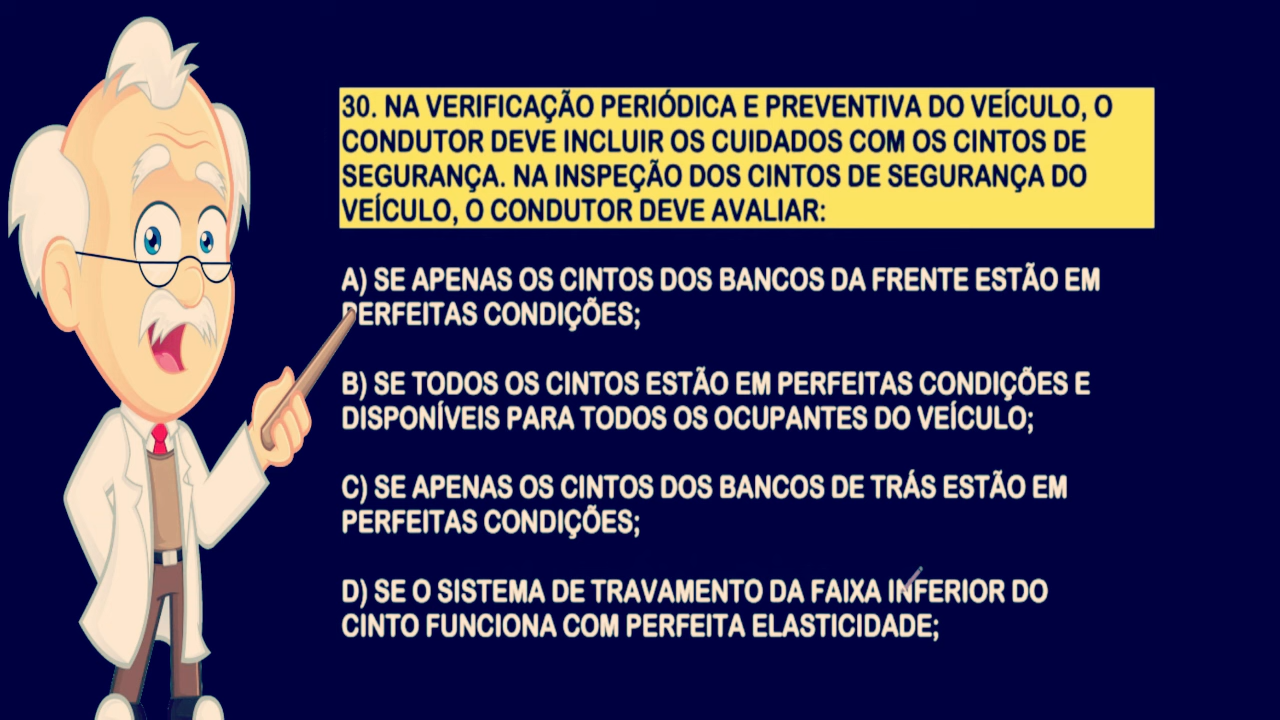 30. NA VERIFICAÇÃO PERIÓDICA E PREVENTIVA DO VEÍCULO, O
CONDUTOR DEVE INCLUIR OS CUIDADOS COM OS CINTOS DE
SEGURANÇA. NA INSPEÇÃO DOS CINTOS DE SEGURANÇA DO
VEÍCULO, O CONDUTOR DEVE AVALIAR:
A) SE APENAS OS CINTOS DOS BANCOS DA FRENTE ESTÃO EM
PERFEITAS CONDIÇÕES;
B) SE TODOS OS CINTOS ESTÃO EM PERFEITAS CONDIÇÕES E
DISPONÍVEIS PARA TODOS OS OCUPANTES DO VEÍCULO;
C) SE APENAS OS CINTOS DOS BANCOS DE TRÁS ESTÃO EM
PERFEITAS CONDIÇÕES;
D) SE O SISTEMA DE TRAVAMENTO DA FAIXA INFERIOR DO
CINTO FUNCIONA COM PERFEITA ELASTICIDADE;